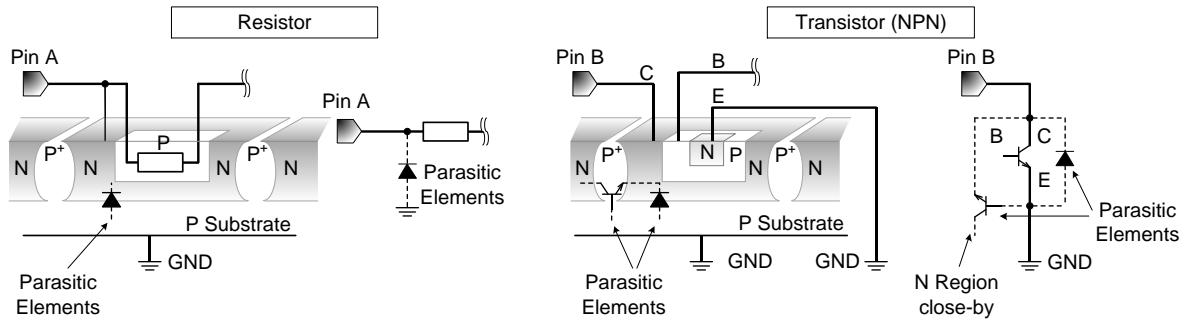 Resistor
Pin A
N
P+
N
P
N
P+
N
P Substrate
GND
Parasitic
Elements
Pin A
Parasitic
Elements
Transistor (NPN)
Pin B
C
B
E
N
P+
N
N
P
N
P+
N
P Substrate
GND
GND
Parasitic
Elements
Pin B
B
C
E
Parasitic
Elements
GND
N Region
close-by